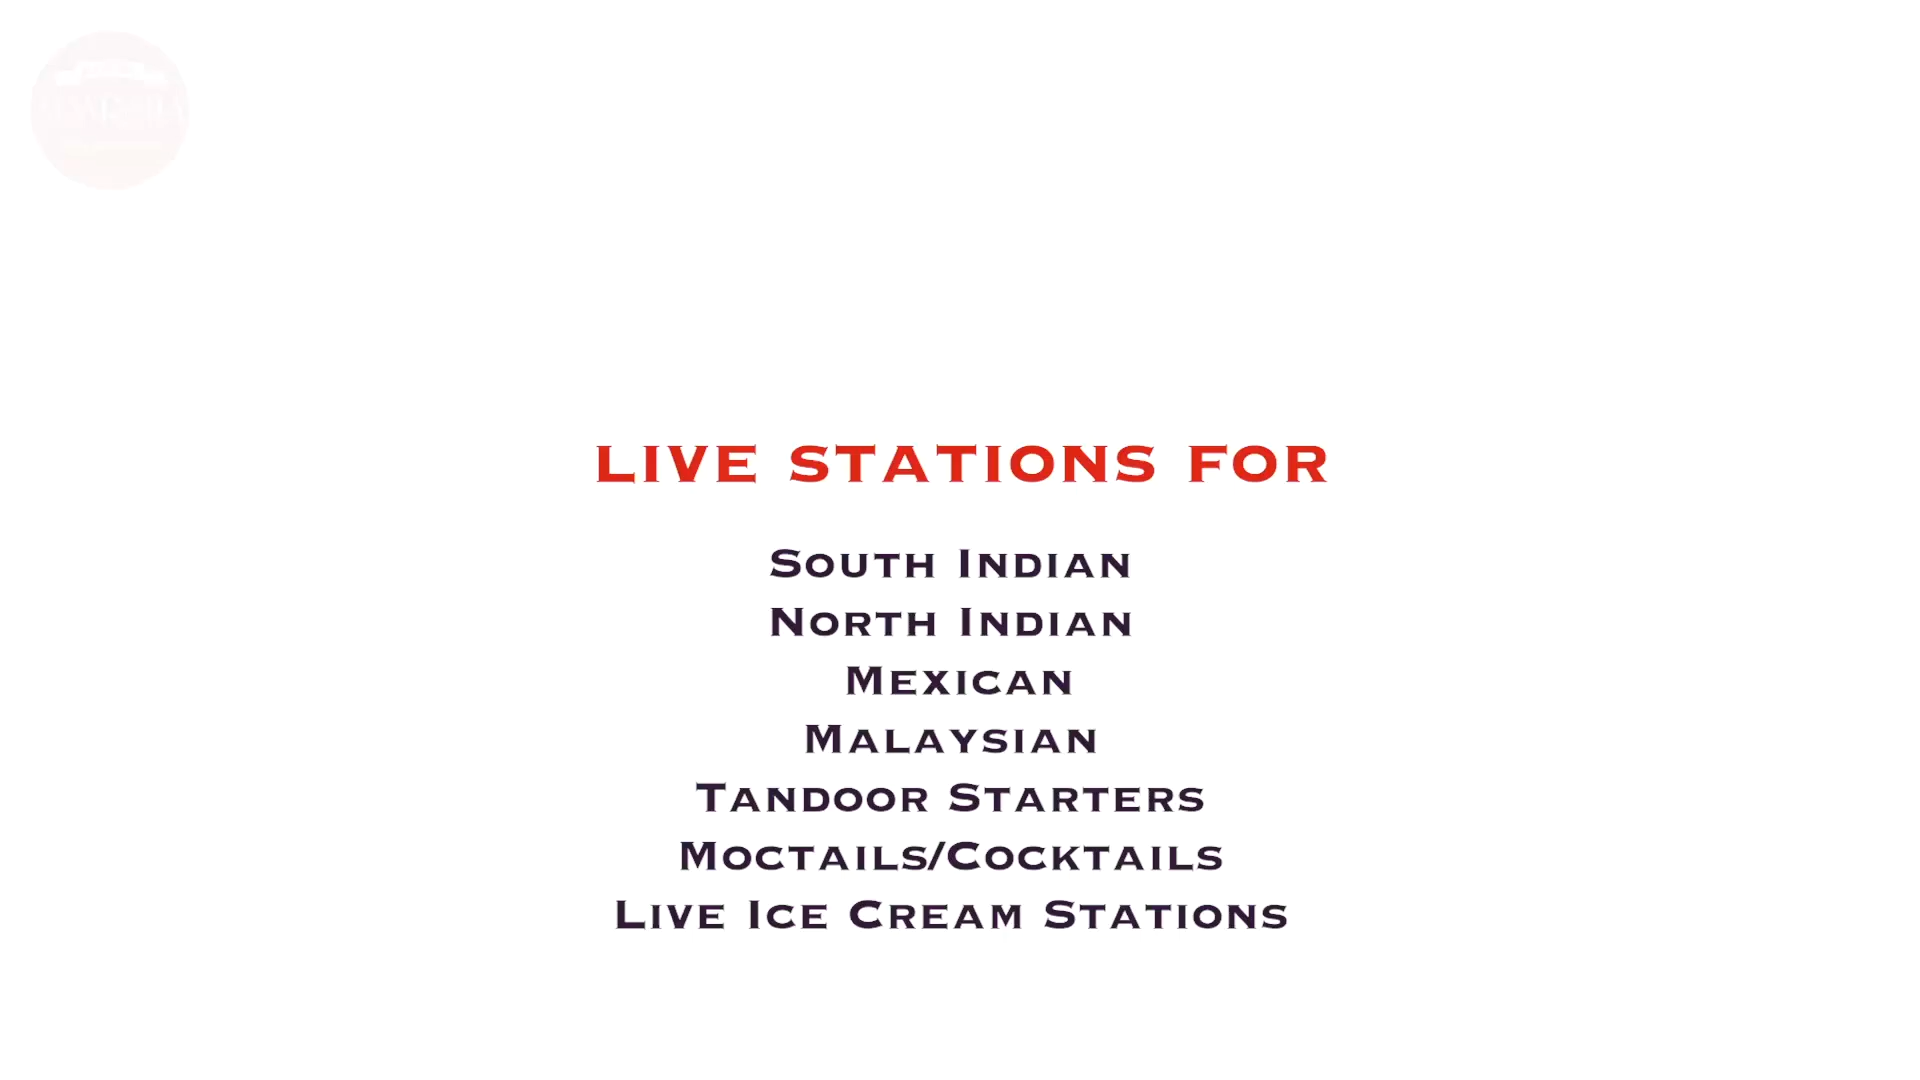 LIVE STATIONS FOR
South Indian
North Indian
Mexican
Malaysian
Tandoor Starters
Moctails/Cocktails
Live Ice Cream Stations